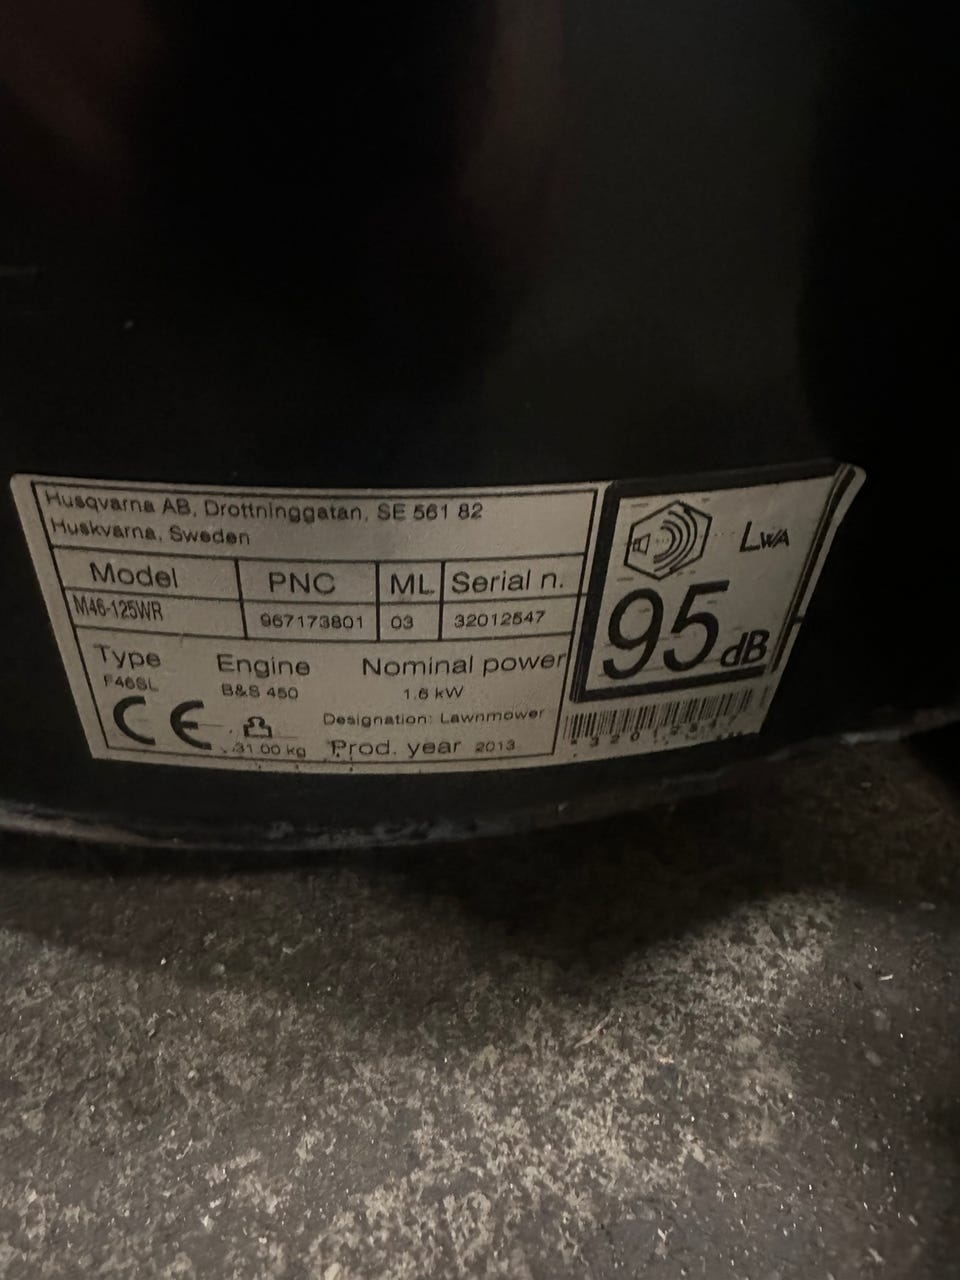 Husqvarna AB, Drottninggatan, SE 561 82
Huskvarna, Sweden
Model PNC ML Serial n.
M46-125WR 967173801 03 32012547
Type Engine Nominal power
F46SL B&S 450 1.6 kW
Designation: Lawnmower
CE 31.00 kg Prod. year 2013
LWA
95 dB